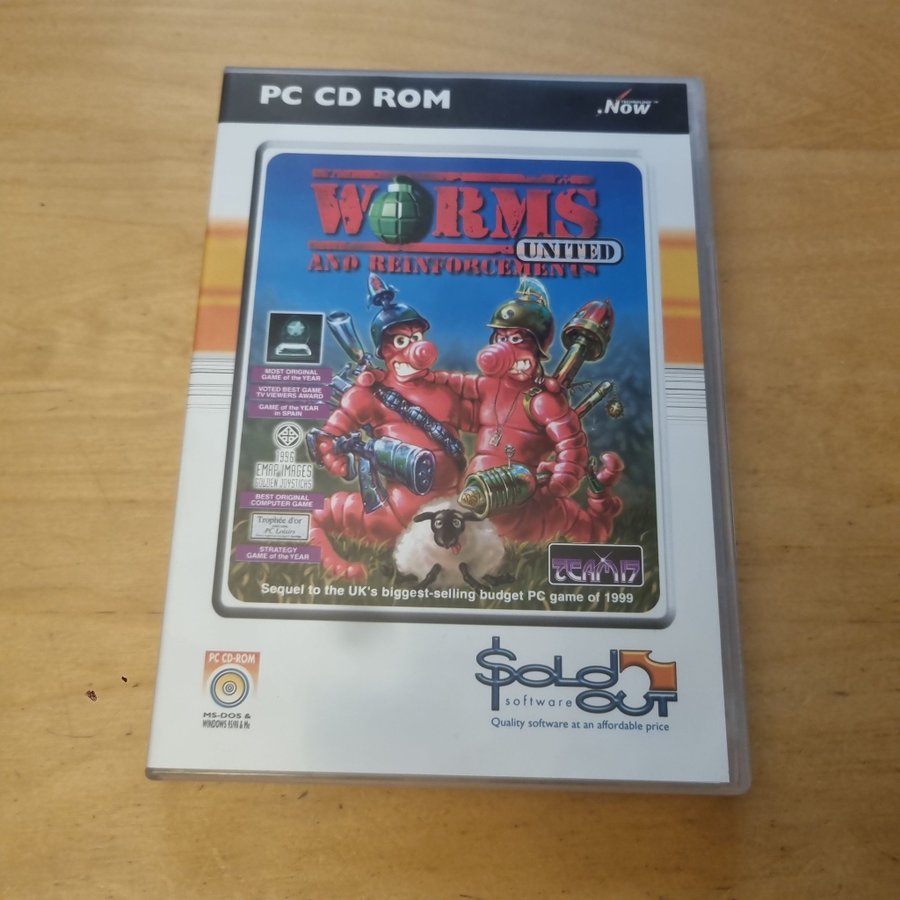 PC CD ROM
TECHNOLOGY™
.Now
WORMS
UNITED
AND REINFORCEMENTS
MOST ORIGINAL
GAME of the YEAR
VOTED BEST GAME
TV VIEWERS AWARD
GAME of the YEAR
in SPAIN
1996
EMAP IMAGES
GOLDEN JOYSTICKS
BEST ORIGINAL
COMPUTER GAME
Trophée d'or
PC Loisirs
STRATEGY
GAME of the YEAR
TEAM17
Sequel to the UK's biggest-selling budget PC game of 1999
PC CD-ROM
MS-DOS &
WINDOWS 95/98 & Me
SOLD
software OUT
Quality software at an affordable price